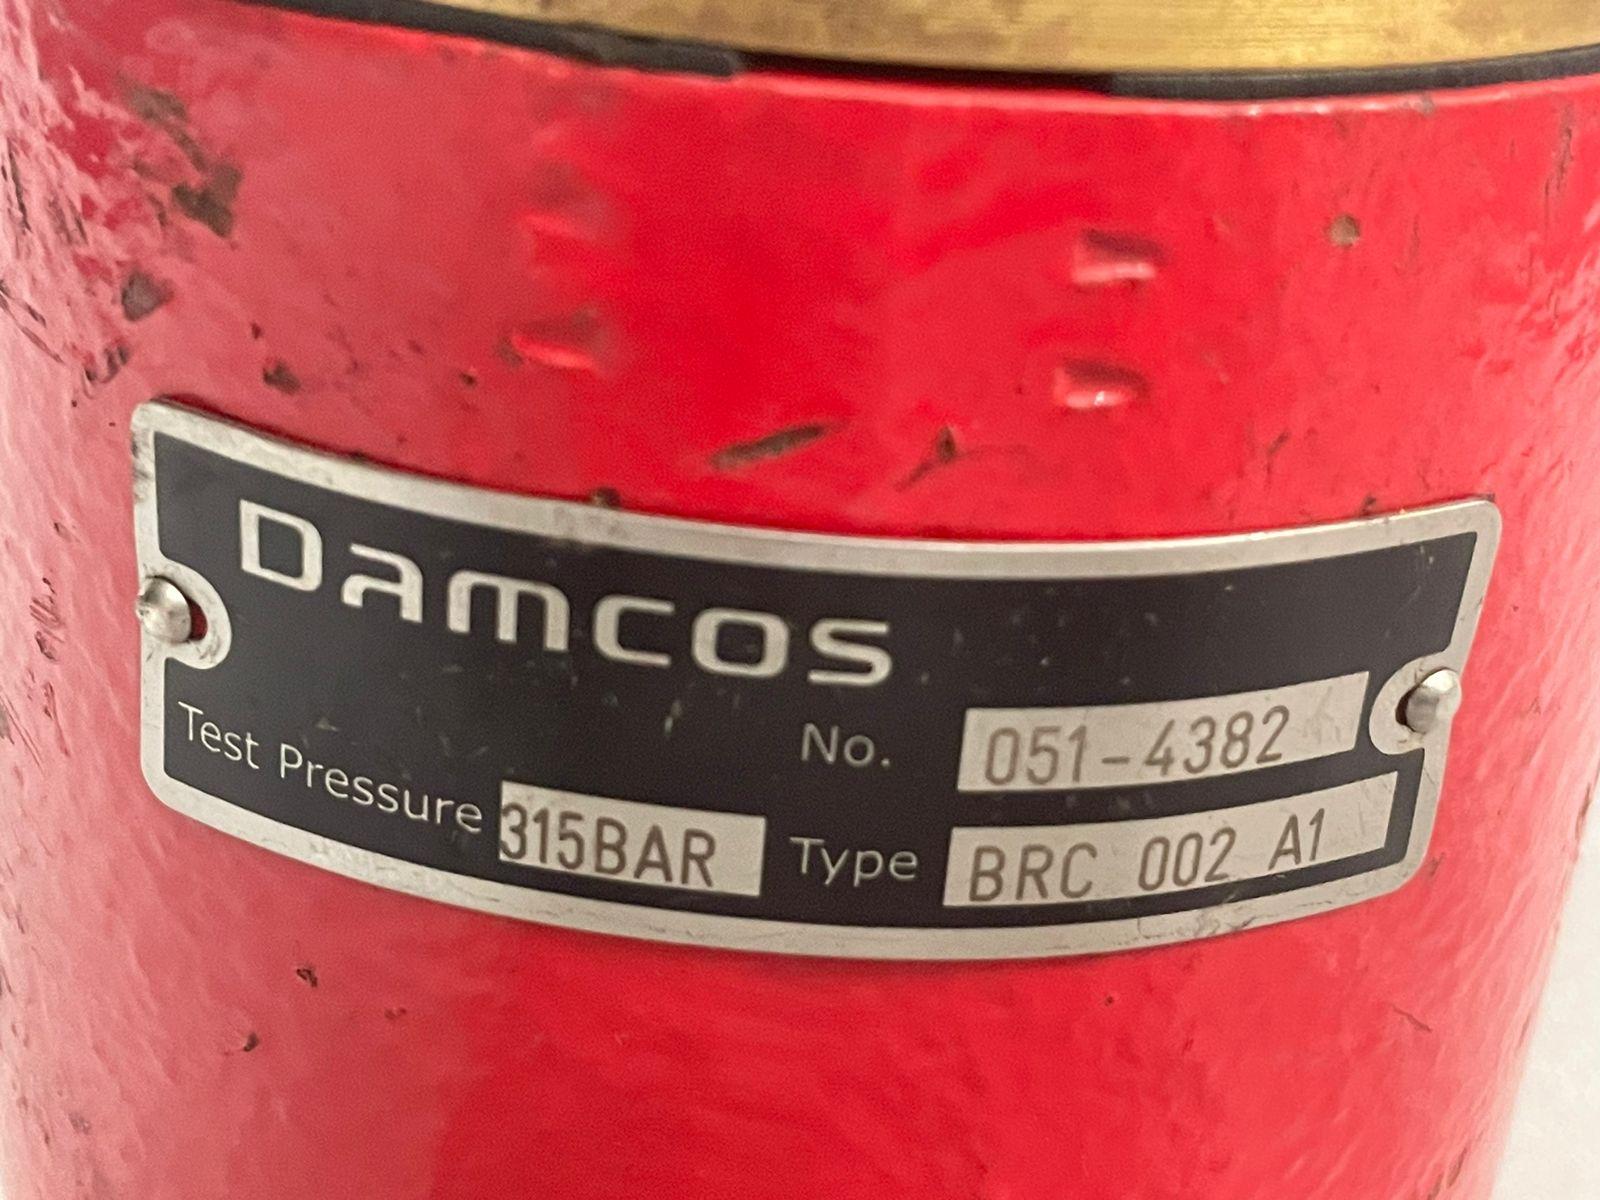 DAMCOS
No. 051-4382
Test Pressure 315BAR Type BRC 002 A1